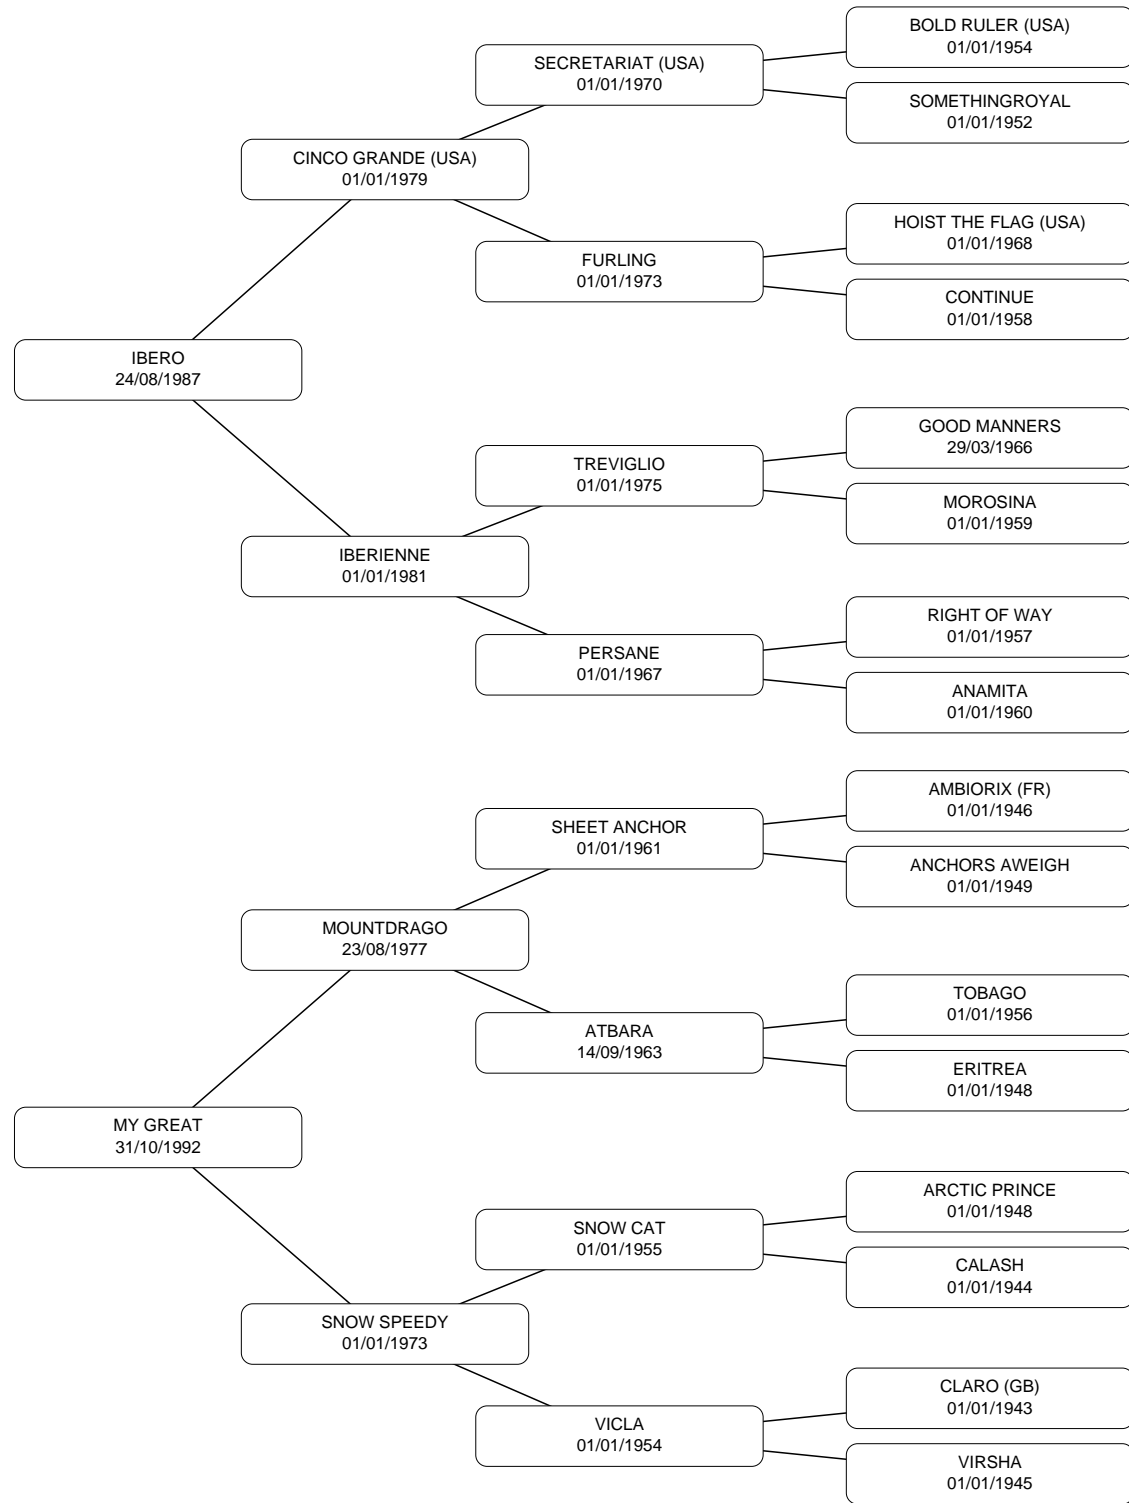 BOLD RULER (USA)
01/01/1954
SECRETARIAT (USA)
01/01/1970
SOMETHINGROYAL
01/01/1952
CINCO GRANDE (USA)
01/01/1979
HOIST THE FLAG (USA)
01/01/1968
FURLING
01/01/1973
CONTINUE
01/01/1958
IBERO
24/08/1987
GOOD MANNERS
29/03/1966
TREVIGLIO
01/01/1975
MOROSINA
01/01/1959
IBERIENNE
01/01/1981
RIGHT OF WAY
01/01/1957
PERSANE
01/01/1967
ANAMITA
01/01/1960
AMBIORIX (FR)
01/01/1946
SHEET ANCHOR
01/01/1961
ANCHORS AWEIGH
01/01/1949
MOUNTDRAGO
23/08/1977
TOBAGO
01/01/1956
ATBARA
14/09/1963
ERITREA
01/01/1948
MY GREAT
31/10/1992
ARCTIC PRINCE
01/01/1948
SNOW CAT
01/01/1955
CALASH
01/01/1944
SNOW SPEEDY
01/01/1973
CLARO (GB)
01/01/1943
VICLA
01/01/1954
VIRSHA
01/01/1945